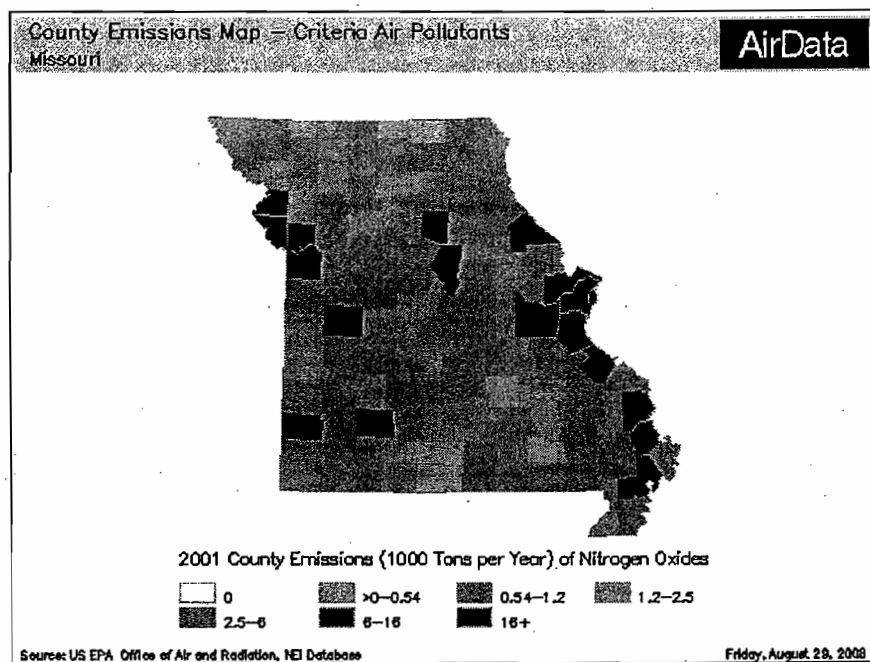 County Emissions Map – Criteria Air Pollutants
Missouri
AirData
2001 County Emissions (1000 Tons per Year) of Nitrogen Oxides
0 >0–0.54 0.54–1.2 1.2–2.5
2.5–6 6–16 16+
Source: US EPA Office of Air and Radiation, NEI Database
Friday, August 29, 2003